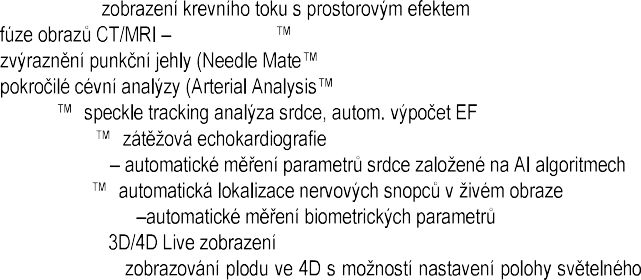 zobrazení krevního toku s prostorovým efektem
fúze obrazů CT/MRI – ™
zvýraznění punkční jehly (Needle Mate™
pokročilé cévní analýzy (Arterial Analysis™
™ speckle tracking analýza srdce, autom. výpočet EF
™ zátěžová echokardiografie
– automatické měření parametrů srdce založené na AI algoritmech
™ automatická lokalizace nervových snopců v živém obraze
–automatické měření biometrických parametrů
3D/4D Live zobrazení
zobrazování plodu ve 4D s možností nastavení polohy světelného